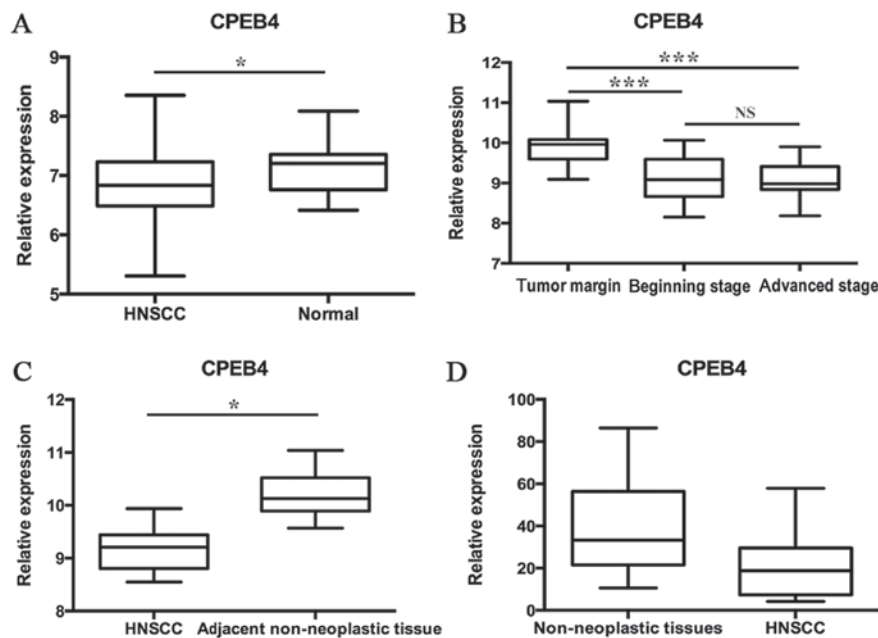 A
CPEB4
Relative expression
9
8
7
6
5
*
HNSCC
Normal
B
CPEB4
Relative expression
12
11
10
9
8
7
***
***
NS
Tumor margin
Beginning stage
Advanced stage
C
CPEB4
Relative expression
12
11
10
9
8
*
HNSCC
Adjacent non-neoplastic tissue
D
CPEB4
Relative expression
100
80
60
40
20
0
Non-neoplastic tissues
HNSCC